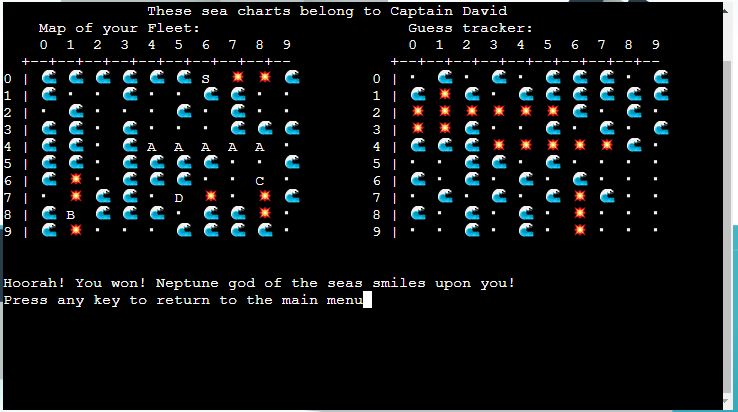 These sea charts belong to Captain David
Map of your Fleet: Guess tracker:
0 1 2 3 4 5 6 7 8 9 0 1 2 3 4 5 6 7 8 9
+--+--+--+--+--+--+--+--+--+--+ +--+--+--+--+--+--+--+--+--+--+
0 | S 0 | · · · ·
1 | · · · · · 1 | · ·
2 | · · · · · · · 2 | · ·
3 | · · · · 3 | · · · · ·
4 | · A A A A A · 4 | · ·
5 | · · · 5 | · · · · · · ·
6 | · C · 6 | · · · · · · ·
7 | · · D · 7 | · · · · ·
8 | B · · · 8 | · · · · · · ·
9 | · · · · 9 | · · · · · · ·
Hoorah! You won! Neptune god of the seas smiles upon you!
Press any key to return to the main menu